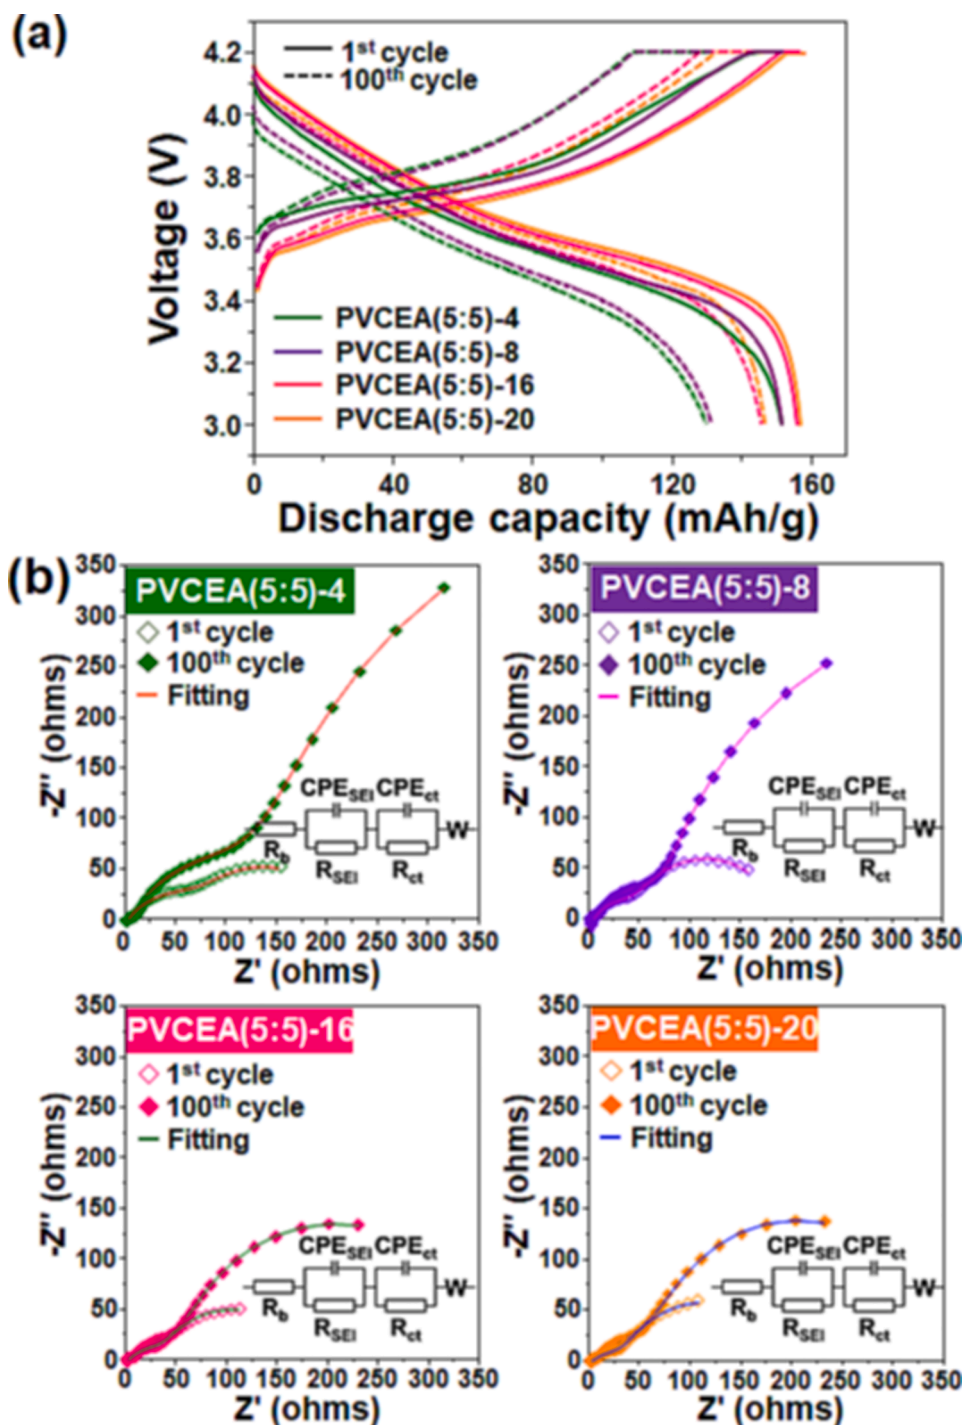 (a)
4.2
4.0
3.8
3.6
3.4
3.2
3.0
Voltage (V)
1st cycle
100th cycle
PVCEA(5:5)-4
PVCEA(5:5)-8
PVCEA(5:5)-16
PVCEA(5:5)-20
0 40 80 120 160
Discharge capacity (mAh/g)
(b)
PVCEA(5:5)-4
1st cycle
100th cycle
Fitting
350
300
250
200
150
100
50
0
-Z'' (ohms)
CPESEI CPEct
Rb RSEI Rct W
0 50 100 150 200 250 300 350
Z' (ohms)
PVCEA(5:5)-8
1st cycle
100th cycle
Fitting
350
300
250
200
150
100
50
0
-Z'' (ohms)
CPESEI CPEct
Rb RSEI Rct W
0 50 100 150 200 250 300 350
Z' (ohms)
PVCEA(5:5)-16
1st cycle
100th cycle
Fitting
350
300
250
200
150
100
50
0
-Z'' (ohms)
CPESEI CPEct
Rb RSEI Rct W
0 50 100 150 200 250 300 350
Z' (ohms)
PVCEA(5:5)-20
1st cycle
100th cycle
Fitting
350
300
250
200
150
100
50
0
-Z'' (ohms)
CPESEI CPEct
Rb RSEI Rct W
0 50 100 150 200 250 300 350
Z' (ohms)